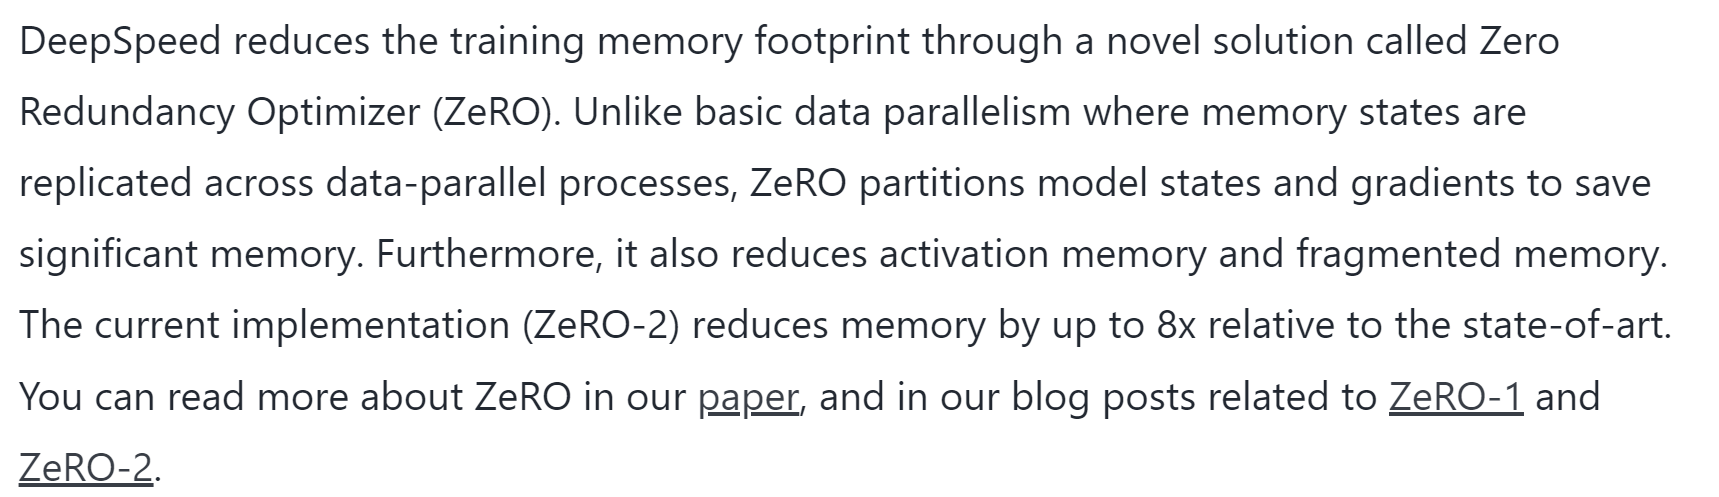 DeepSpeed reduces the training memory footprint through a novel solution called Zero
Redundancy Optimizer (ZeRO). Unlike basic data parallelism where memory states are
replicated across data-parallel processes, ZeRO partitions model states and gradients to save
significant memory. Furthermore, it also reduces activation memory and fragmented memory.
The current implementation (ZeRO-2) reduces memory by up to 8x relative to the state-of-art.
You can read more about ZeRO in our paper, and in our blog posts related to ZeRO-1 and
ZeRO-2.